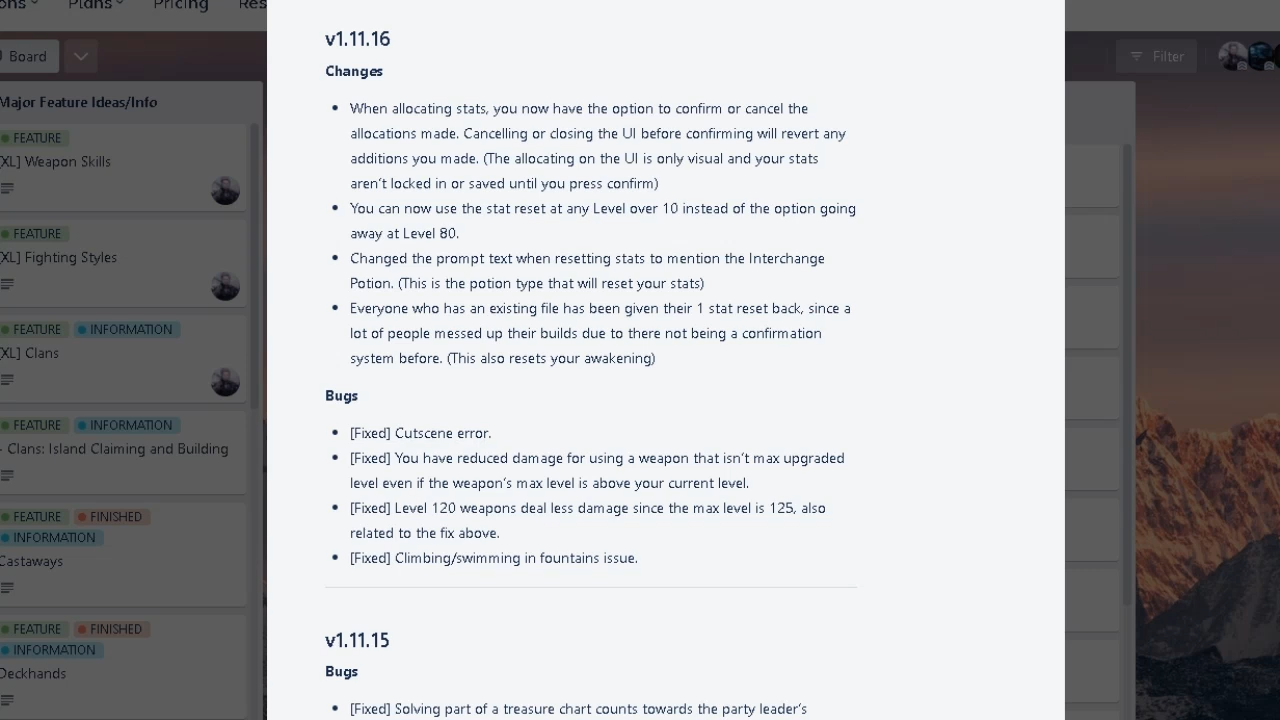 Plans
Pricing
Board
Filter
Major Feature Ideas/Info
FEATURE
[XL] Weapon Skills
FEATURE
[XL] Fighting Styles
FEATURE INFORMATION
[XL] Clans
FEATURE INFORMATION
- Clans: Island Claiming and Building
FEATURE FINISHED
INFORMATION
Castaways
FEATURE FINISHED
INFORMATION
Deckhands
v1.11.16
Changes
• When allocating stats, you now have the option to confirm or cancel the
allocations made. Cancelling or closing the UI before confirming will revert any
additions you made. (The allocating on the UI is only visual and your stats
aren't locked in or saved until you press confirm)
• You can now use the stat reset at any Level over 10 instead of the option going
away at Level 80.
• Changed the prompt text when resetting stats to mention the Interchange
Potion. (This is the potion type that will reset your stats)
• Everyone who has an existing file has been given their 1 stat reset back, since a
lot of people messed up their builds due to there not being a confirmation
system before. (This also resets your awakening)
Bugs
• [Fixed] Cutscene error.
• [Fixed] You have reduced damage for using a weapon that isn't max upgraded
level even if the weapon's max level is above your current level.
• [Fixed] Level 120 weapons deal less damage since the max level is 125, also
related to the fix above.
• [Fixed] Climbing/swimming in fountains issue.
v1.11.15
Bugs
• [Fixed] Solving part of a treasure chart counts towards the party leader's